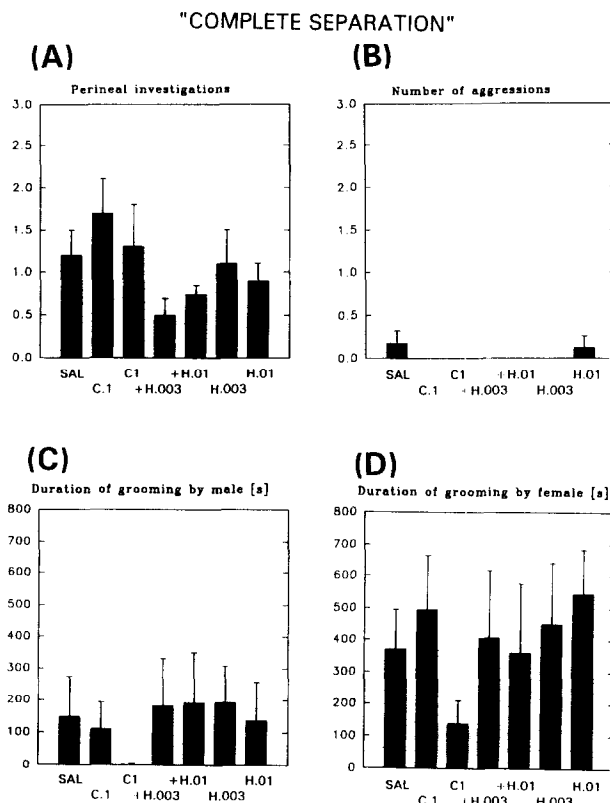 "COMPLETE SEPARATION"
(A)
Perineal investigations
3.0
2.5
2.0
1.5
1.0
0.5
0.0
SAL C1 +H.01 H.01
C.1 +H.003 H.003
(B)
Number of aggressions
3.0
2.5
2.0
1.5
1.0
0.5
0.0
SAL C1 +H.01 H.01
C.1 +H.003 H.003
(C)
Duration of grooming by male [s]
800
700
600
500
400
300
200
100
0
SAL C1 +H.01 H.01
C.1 +H.003 H.003
(D)
Duration of grooming by female [s]
800
700
600
500
400
300
200
100
0
SAL C1 +H.01 H.01
C.1 +H.003 H.003